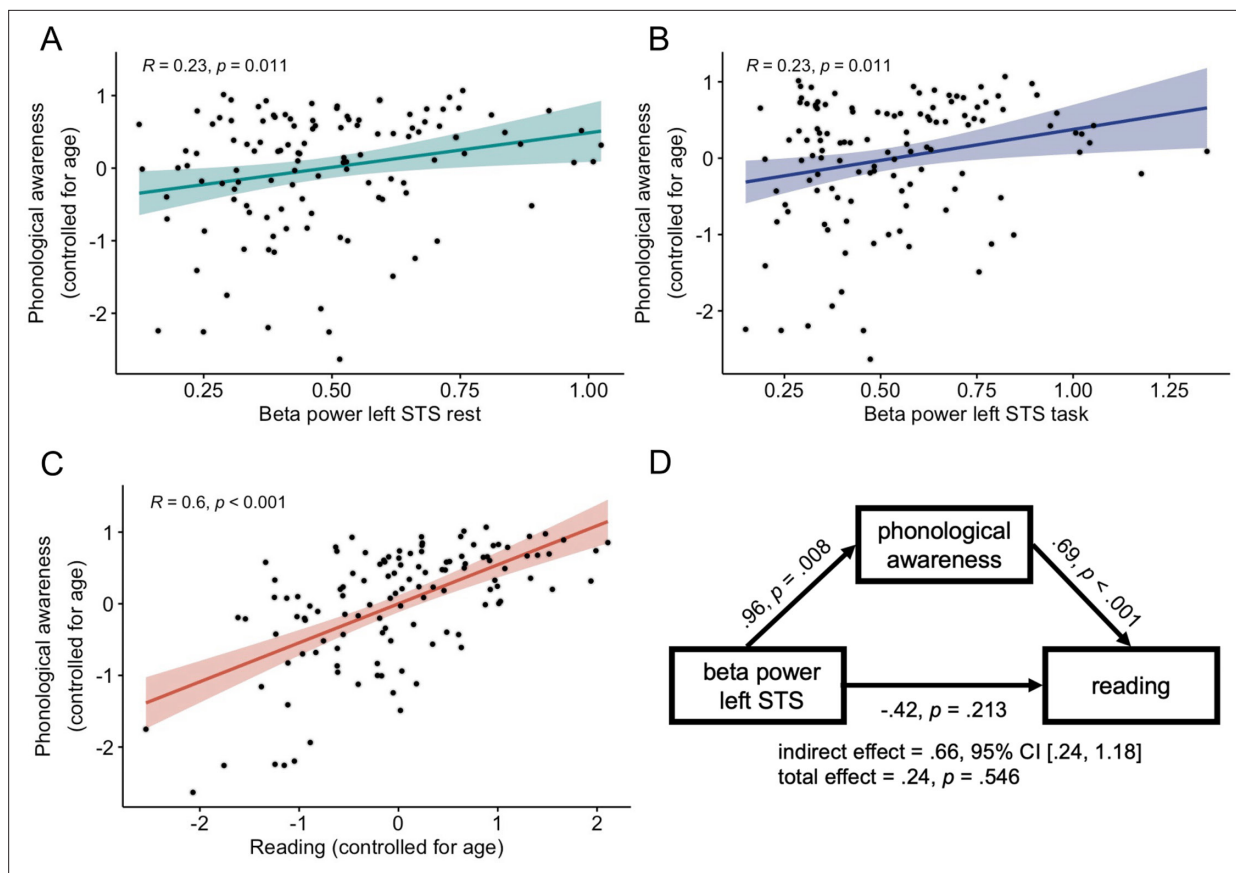 A
R = 0.23, p = 0.011
Phonological awareness
(controlled for age)
1
0
-1
-2
0.25 0.50 0.75 1.00
Beta power left STS rest
B
R = 0.23, p = 0.011
Phonological awareness
(controlled for age)
1
0
-1
-2
0.25 0.50 0.75 1.00 1.25
Beta power left STS task
C
R = 0.6, p < 0.001
Phonological awareness
(controlled for age)
1
0
-1
-2
-2 -1 0 1 2
Reading (controlled for age)
D
phonological
awareness
.96, p = .008
.69, p < .001
beta power
left STS
reading
-.42, p = .213
indirect effect = .66, 95% CI [.24, 1.18]
total effect = .24, p = .546